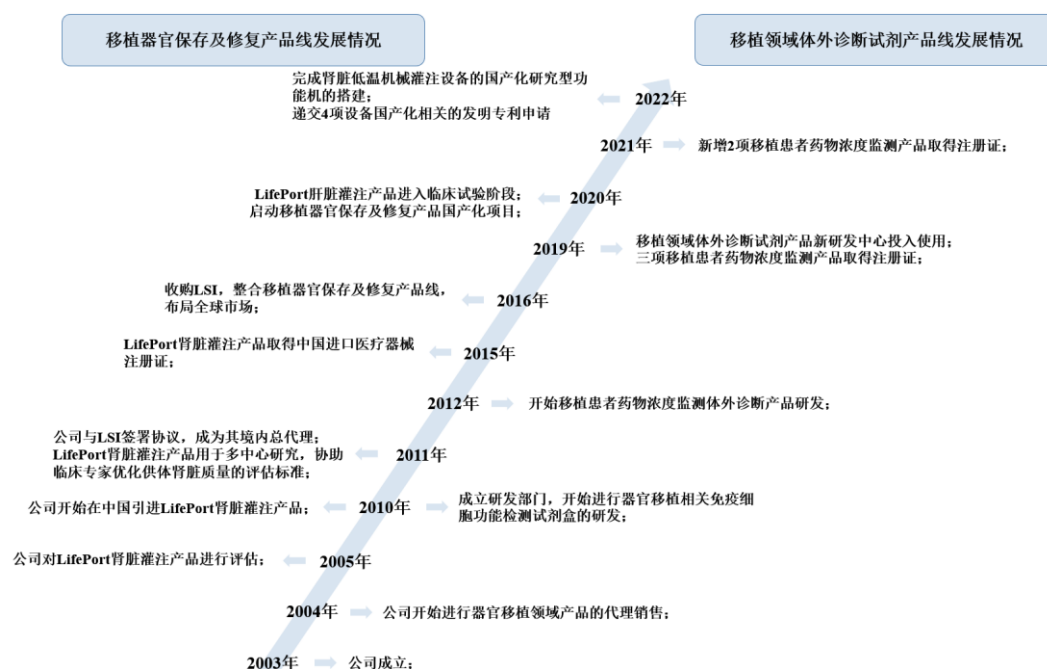 移植器官保存及修复产品线发展情况
移植领域体外诊断试剂产品线发展情况
完成肾脏低温机械灌注设备的国产化研究型功
能机的搭建；
递交4项设备国产化相关的发明专利申请
2022年
2021年
新增2项移植患者药物浓度监测产品取得注册证；
LifePort肝脏灌注产品进入临床试验阶段；
启动移植器官保存及修复产品国产化项目；
2020年
2019年
移植领域体外诊断试剂产品新研发中心投入使用；
三项移植患者药物浓度监测产品取得注册证；
收购LSI，整合移植器官保存及修复产品线，
布局全球市场；
2016年
LifePort肾脏灌注产品取得中国进口医疗器械
注册证；
2015年
2012年
开始移植患者药物浓度监测体外诊断产品研发；
公司与LSI签署协议，成为其境内总代理；
LifePort肾脏灌注产品用于多中心研究，协助
临床专家优化供体肾脏质量的评估标准；
2011年
公司开始在中国引进LifePort肾脏灌注产品；
2010年
成立研发部门，开始进行器官移植相关免疫细
胞功能检测试剂盒的研发；
公司对LifePort肾脏灌注产品进行评估；
2005年
2004年
公司开始进行器官移植领域产品的代理销售；
2003年
公司成立；